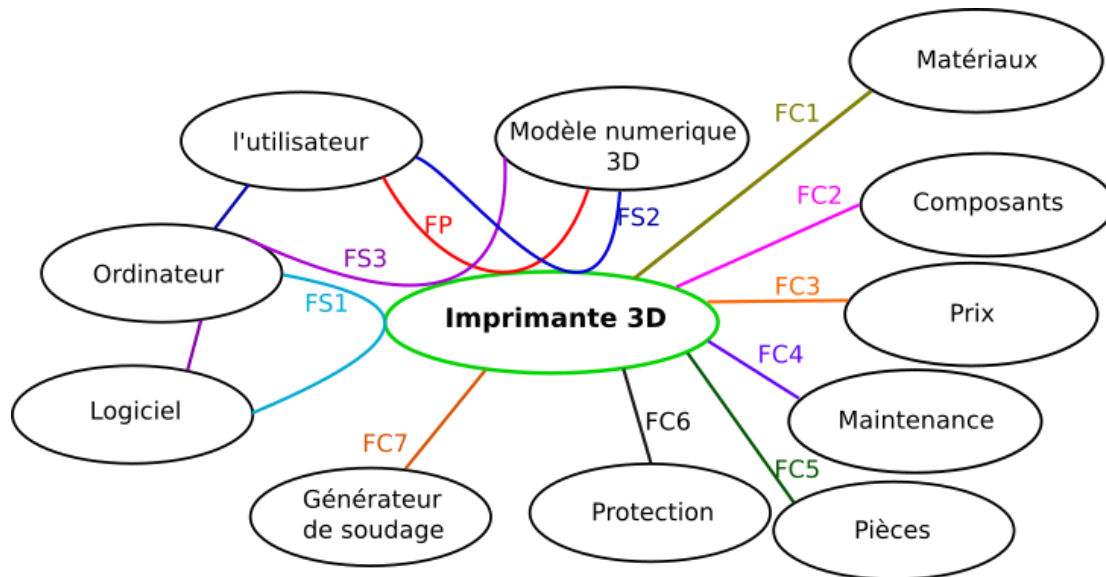 Matériaux
FC1
Modèle numerique
3D
l'utilisateur
FC2
Composants
FP
FS2
FS3
Ordinateur
FS1
FC3
Prix
Imprimante 3D
FC4
Logiciel
Maintenance
FC6
FC7
FC5
Générateur
de soudage
Protection
Pièces